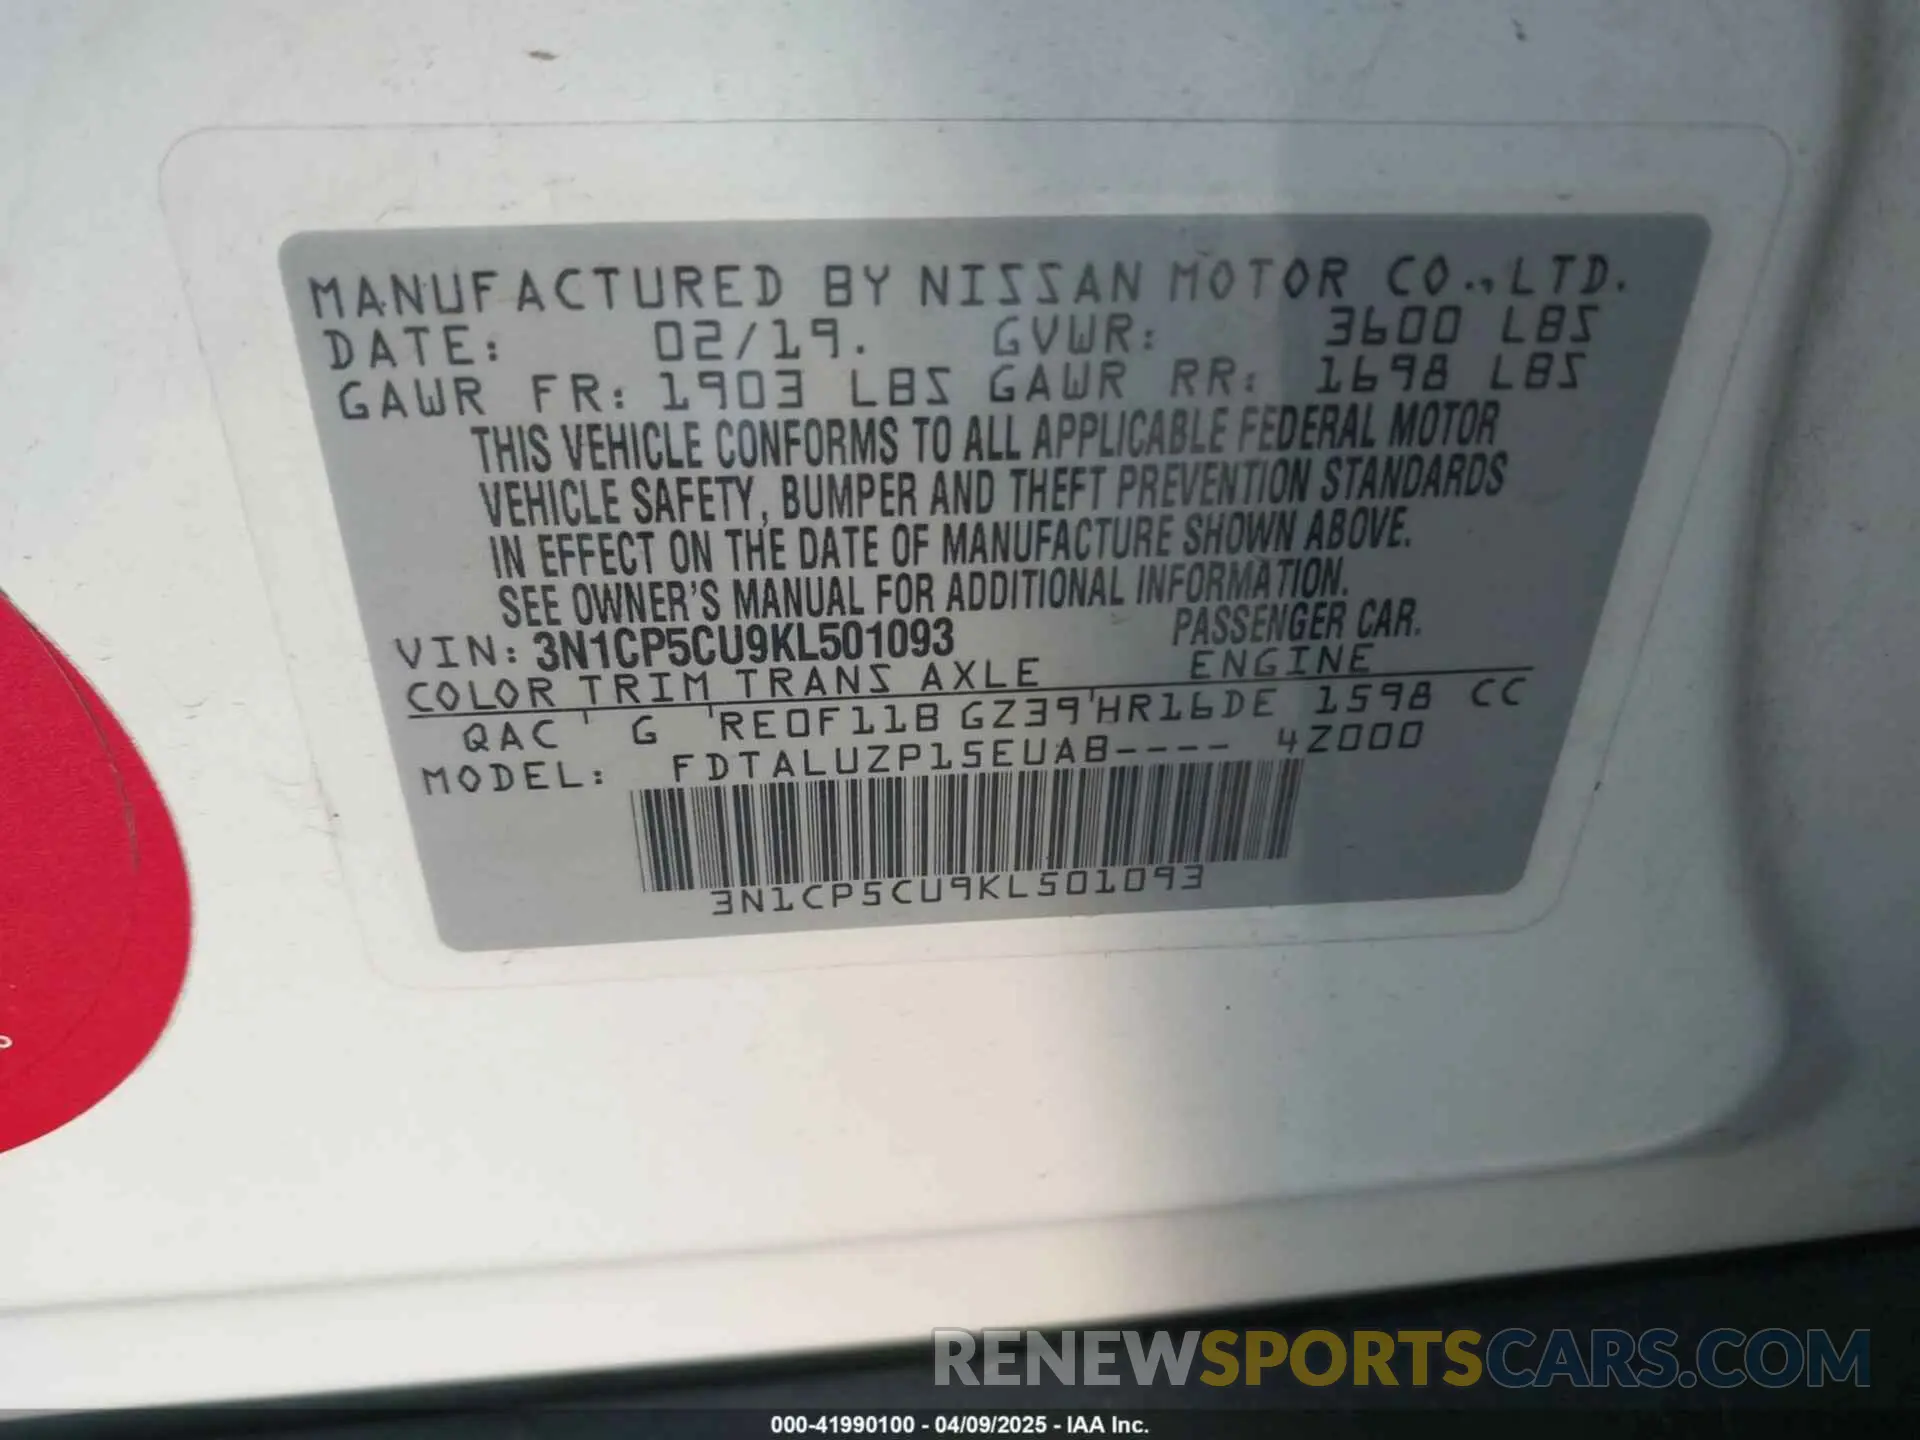 MANUFACTURED BY NISSAN MOTOR CO., LTD.
DATE: 02/19. GVWR: 3600 LBS
GAWR FR: 1903 LBS GAWR RR: 1698 LBS
THIS VEHICLE CONFORMS TO ALL APPLICABLE FEDERAL MOTOR
VEHICLE SAFETY, BUMPER AND THEFT PREVENTION STANDARDS
IN EFFECT ON THE DATE OF MANUFACTURE SHOWN ABOVE.
SEE OWNER'S MANUAL FOR ADDITIONAL INFORMATION.
VIN: 3N1CP5CU9KL501093 PASSENGER CAR.
COLOR TRIM TRANS AXLE ENGINE
QAC ' G 'RE0F11B GZ39'HR16DE 1598 CC
MODEL: FDTALUZP15EUAB---- 4Z000
3N1CP5CU9KL501093
RENEWSPORTSCARS.COM
000-41990100 - 04/09/2025 - IAA Inc.